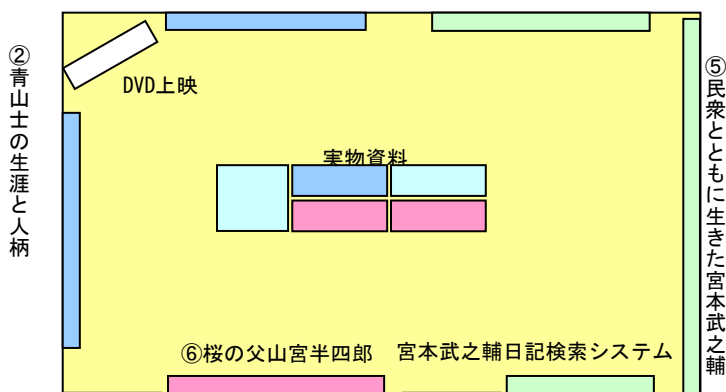 ②青山士の生涯と人柄
DVD上映
実物資料
⑤民衆とともに生きた宮本武之輔
⑥桜の父山宮半四郎
宮本武之輔日記検索システム